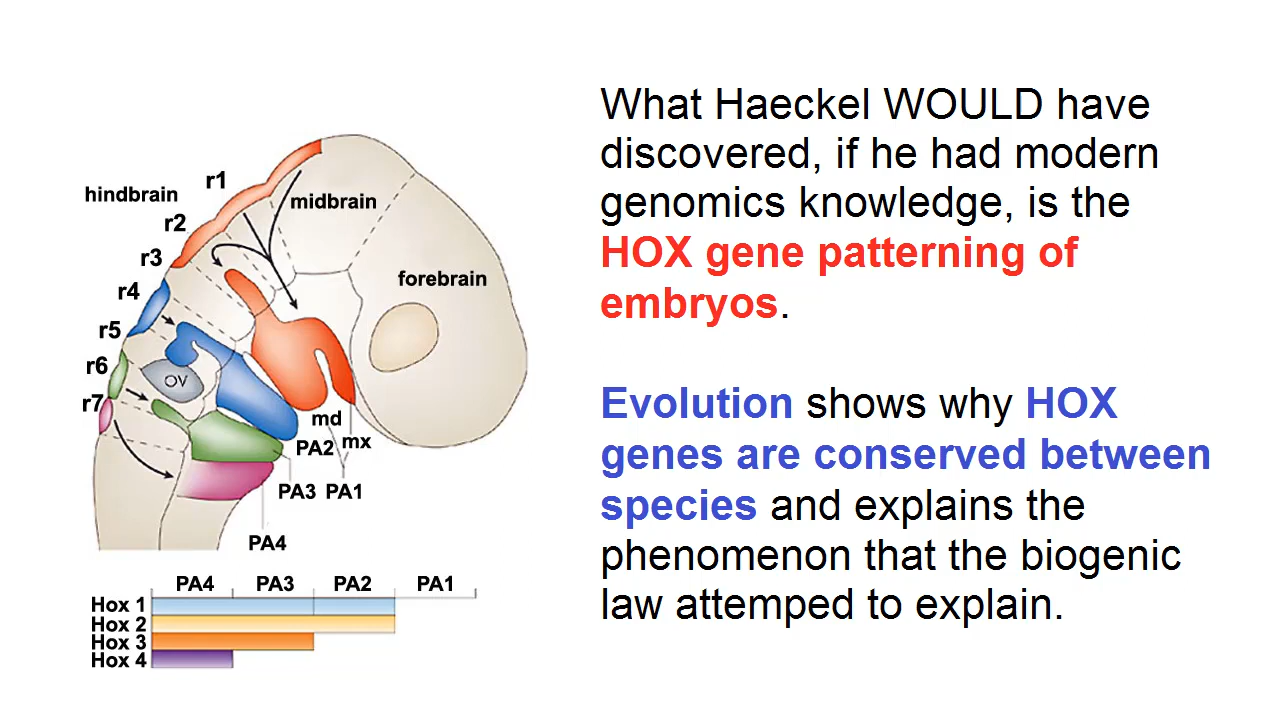 What Haeckel WOULD have
discovered, if he had modern
genomics knowledge, is the
HOX gene patterning of
embryos.
Evolution shows why HOX
genes are conserved between
species and explains the
phenomenon that the biogenic
law attemped to explain.
hindbrain
r1
r2
r3
r4
r5
r6
r7
midbrain
forebrain
OV
md
mx
PA2
PA3 PA1
PA4
PA4 PA3 PA2 PA1
Hox 1
Hox 2
Hox 3
Hox 4